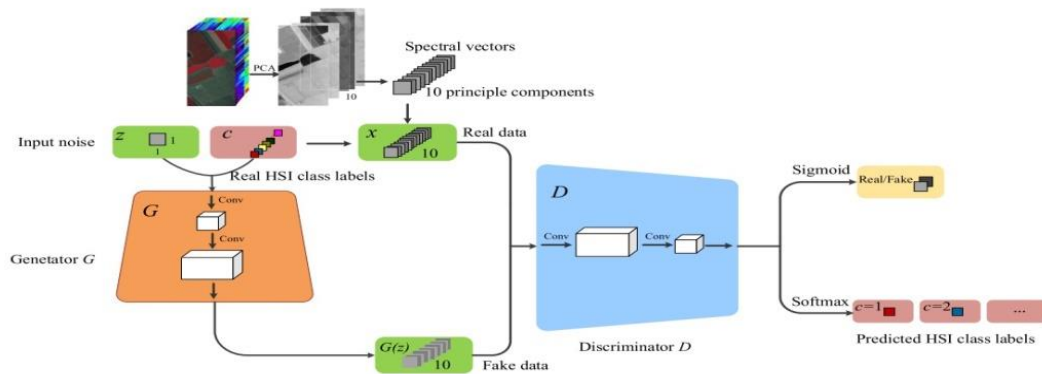 PCA
10
Spectral vectors
10 principle components
Input noise
z
1
1
c
x
10
Real data
Real HSI class labels
G
Conv
Conv
Genetator G
G(z)
10
Fake data
D
Conv
Conv
Discriminator D
Sigmoid
Real/Fake
Softmax
c=1
c=2
...
Predicted HSI class labels